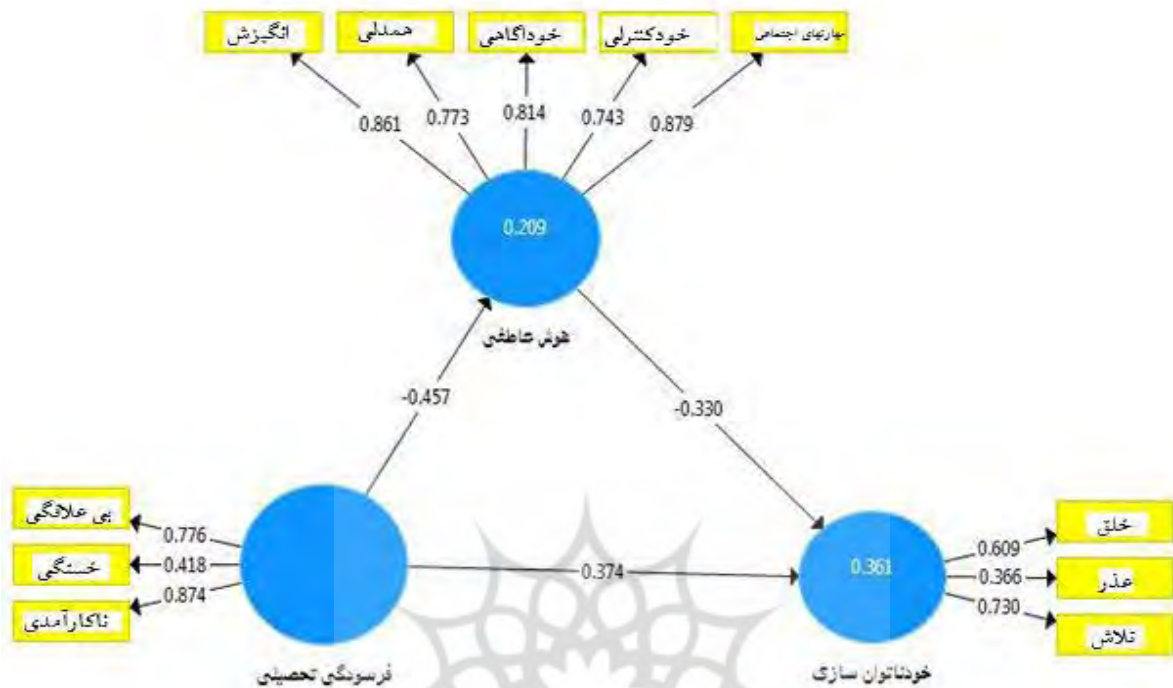 انگیزش
همدلی
خودآگاهی
خودکنترلی
مهارتهای اجتماعی
0.861
0.773
0.814
0.743
0.879
0.209
هوش عاطفی
-0.457
-0.330
بی علاقگی
خستگی
ناکارآمدی
0.776
0.418
0.874
0.374
0.361
0.609
0.366
0.730
خلق
عذر
تلاش
فرسودگی تحصیلی
خودناتوان سازی